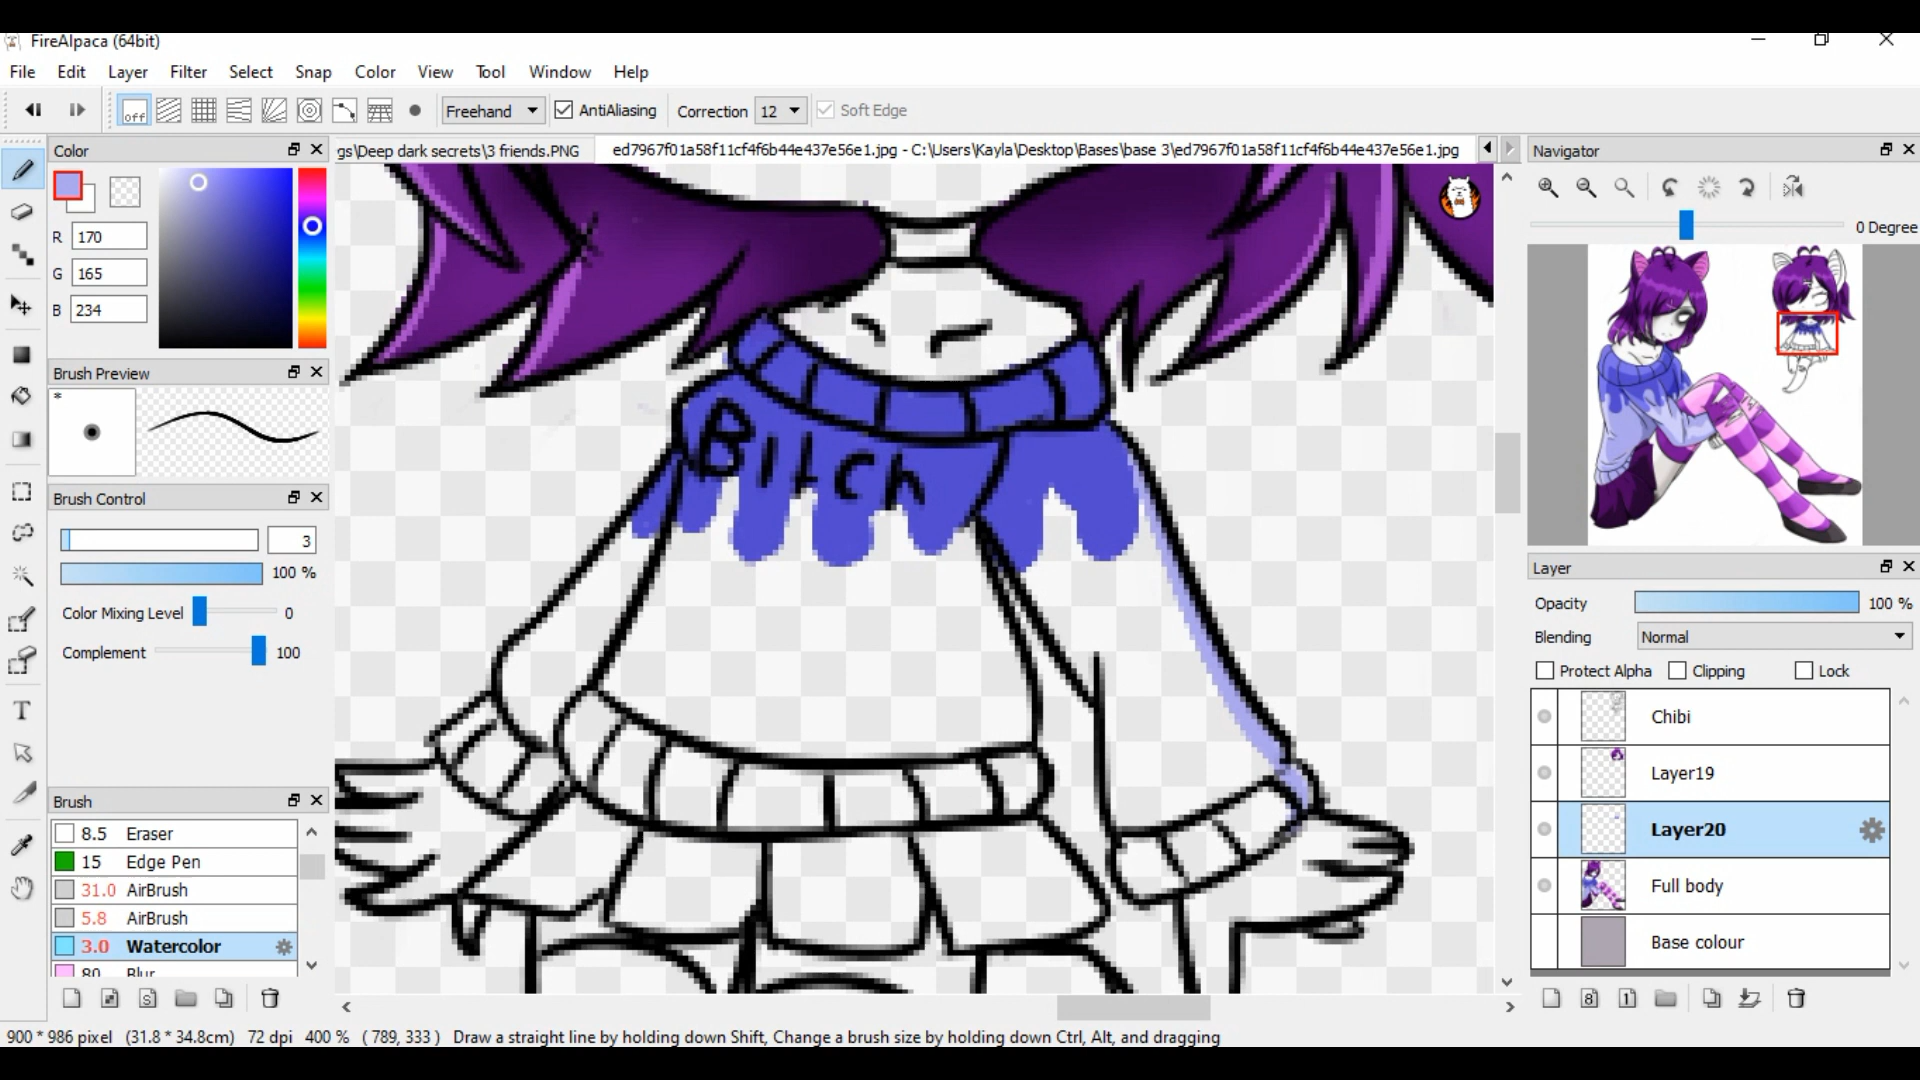 FireAlpaca (64bit)
File Edit Layer Filter Select Snap Color View Tool Window Help
off Freehand AntiAliasing Correction 12 Soft Edge
Color
gs\Deep dark secrets\3 friends.PNG
ed7967f01a58f11cf4f6b44e437e56e1.jpg - C:\Users\Kayla\Desktop\Bases\base 3\ed7967f01a58f11cf4f6b44e437e56e1.jpg
Navigator
R 170
G 165
B 234
0 Degree
Brush Preview
*
Bitch
Brush Control
3
100 %
Color Mixing Level 0
Complement 100
Layer
Opacity 100 %
Blending Normal
Protect Alpha Clipping Lock
Chibi
Layer19
Layer20
Full body
Base colour
Brush
8.5 Eraser
15 Edge Pen
31.0 AirBrush
5.8 AirBrush
3.0 Watercolor
80 Blur
S
8 1
900 * 986 pixel (31.8 * 34.8cm) 72 dpi 400 % ( 789, 333 ) Draw a straight line by holding down Shift, Change a brush size by holding down Ctrl, Alt, and dragging